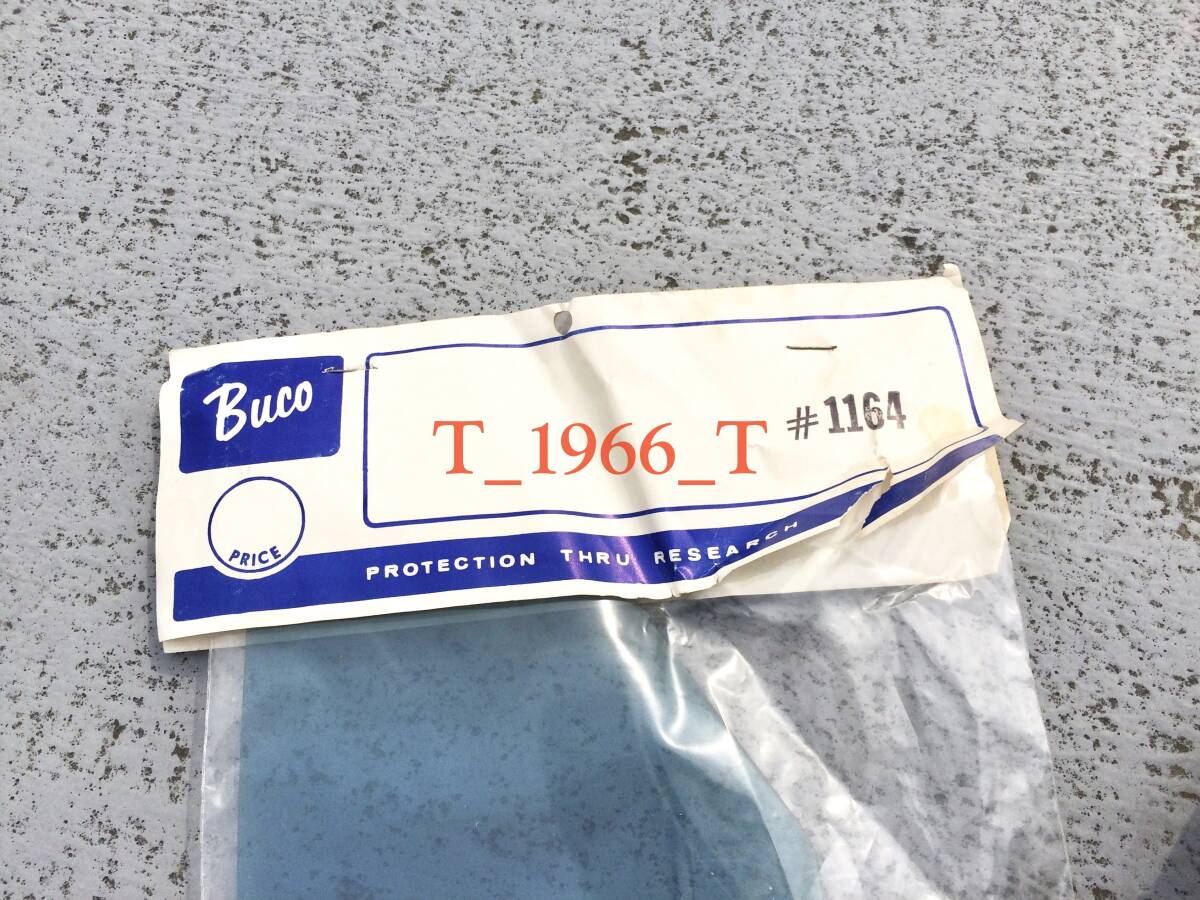 Buco
T_1966_T
#1164
PRICE
PROTECTION THRU RESEARCH